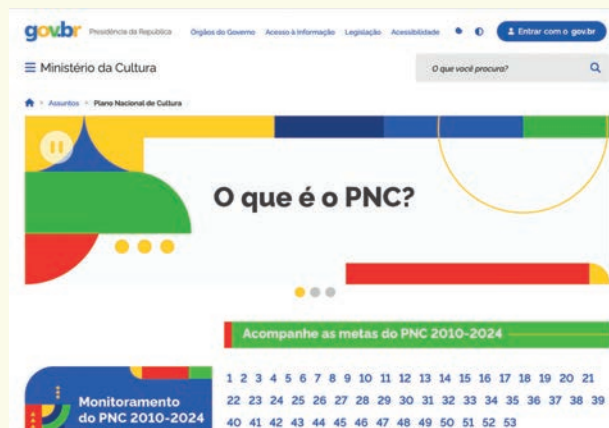 gov.br Presidência da República Órgãos do Governo Acesso à Informação Legislação Acessibilidade Entrar com o gov.br
Ministério da Cultura O que você procura?
Assuntos > Plano Nacional de Cultura
O que é o PNC?
Acompanhe as metas do PNC 2010-2024
1 2 3 4 5 6 7 8 9 10 11 12 13 14 15 16 17 18 19 20 21
22 23 24 25 26 27 28 29 30 31 32 33 34 35 36 37 38 39
40 41 42 43 44 45 46 47 48 49 50 51 52 53
Monitoramento
do PNC 2010-2024